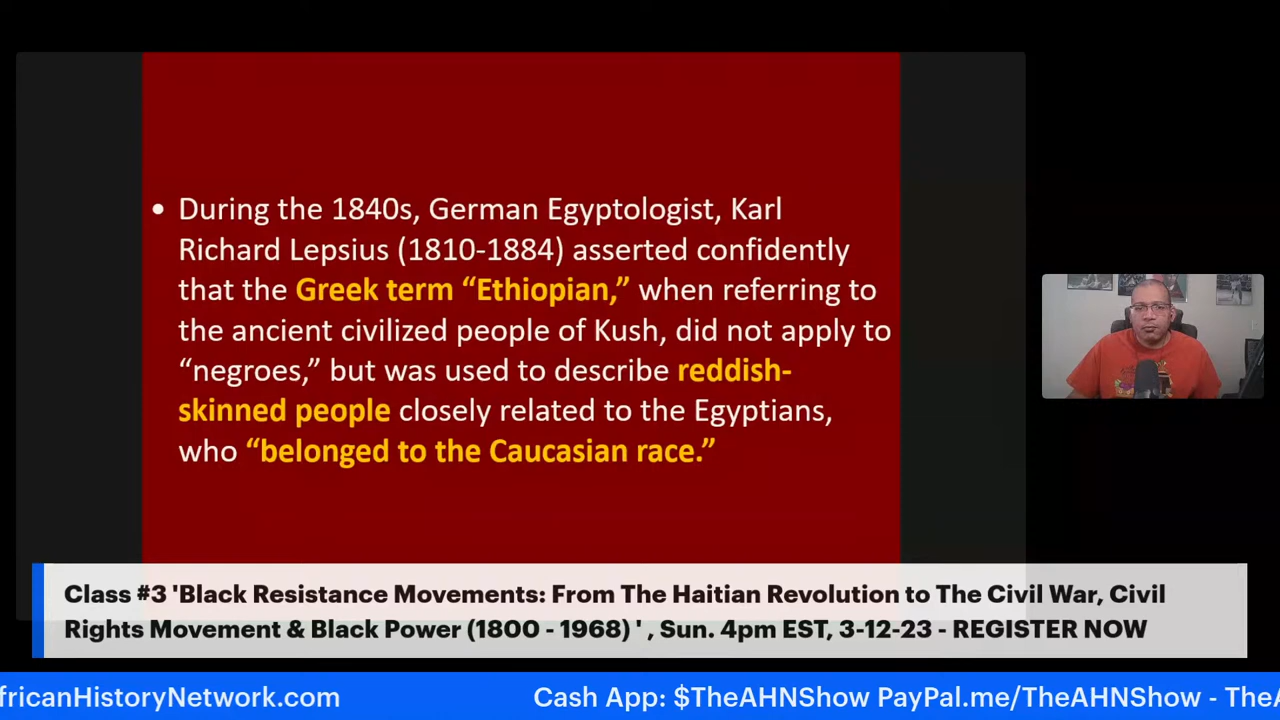 • During the 1840s, German Egyptologist, Karl
Richard Lepsius (1810-1884) asserted confidently
that the Greek term “Ethiopian,” when referring to
the ancient civilized people of Kush, did not apply to
“negroes,” but was used to describe reddish-
skinned people closely related to the Egyptians,
who “belonged to the Caucasian race.”
Class #3 'Black Resistance Movements: From The Haitian Revolution to The Civil War, Civil
Rights Movement & Black Power (1800 - 1968) ' , Sun. 4pm EST, 3-12-23 - REGISTER NOW
fricanHistoryNetwork.com Cash App: $TheAHNShow PayPal.me/TheAHNShow - TheA